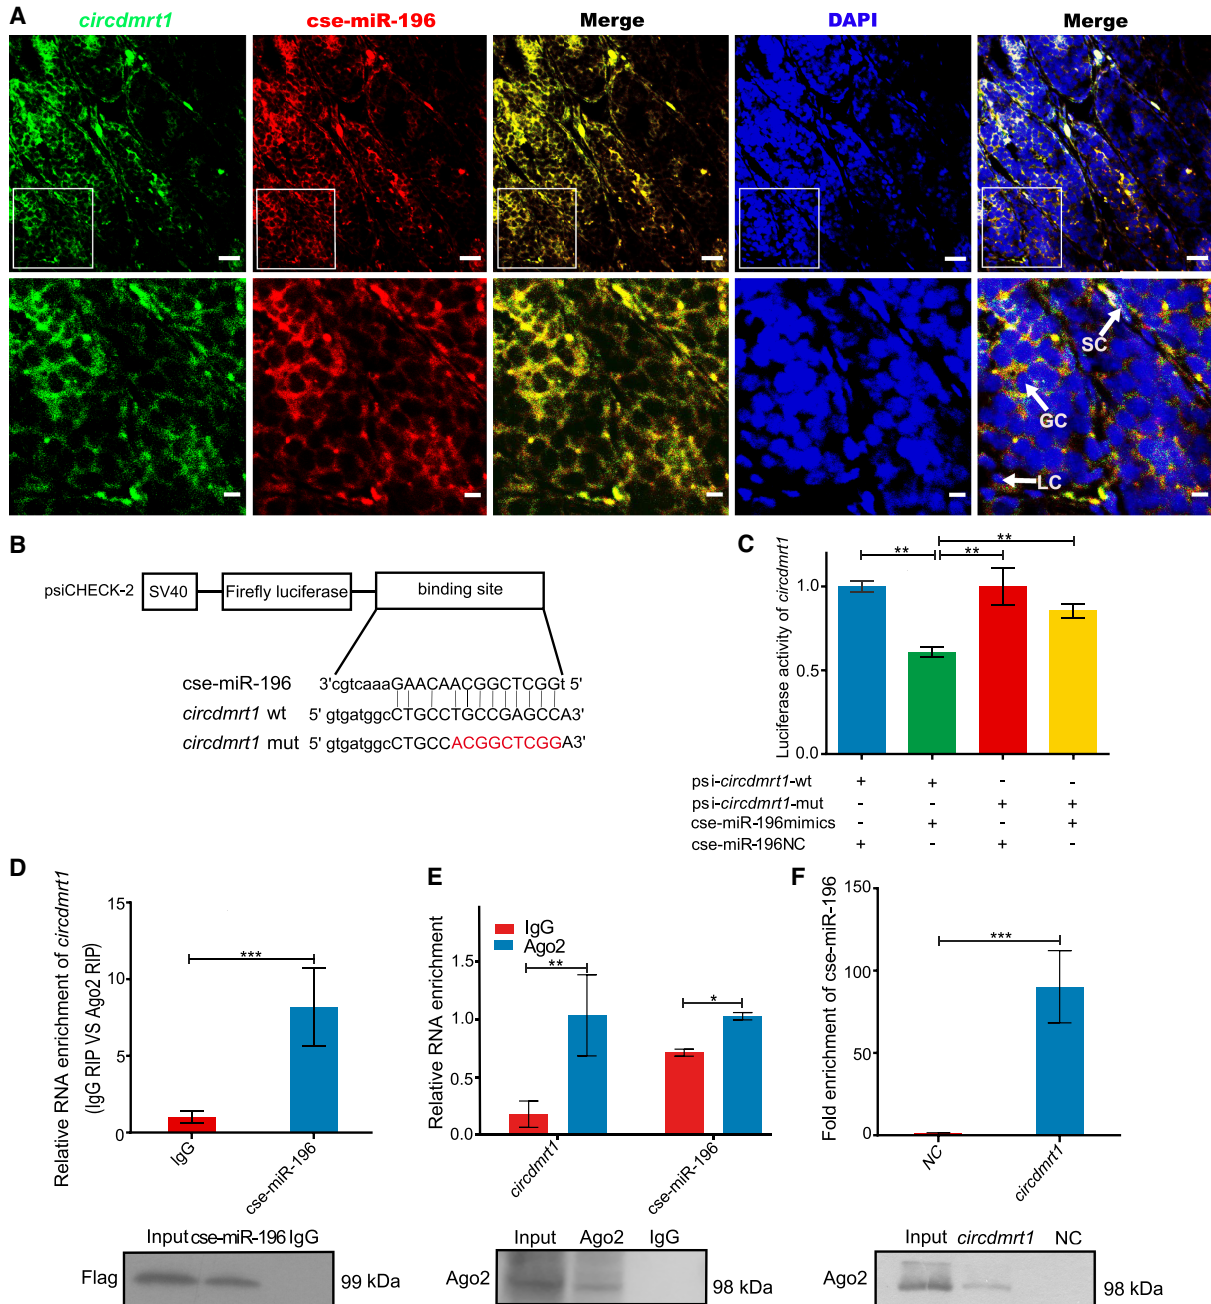 A
circdmrt1
cse-miR-196
Merge
DAPI
Merge
SC
GC
LC
B
psiCHECK-2
SV40
Firefly luciferase
binding site
cse-miR-196 3'cgtcaaaGAACAACGGCTCGGt 5'
circdmrt1 wt 5' gtgatggcCTGCCTGCCGAGCCA3'
circdmrt1 mut 5' gtgatggcCTGCCACGGCTCGGA3'
C
Luciferase activity of circdmrt1
** ** **
1.0
0.5
0.0
psi-circdmrt1-wt + + - -
psi-circdmrt1-mut - - + +
cse-miR-196mimics - + - +
cse-miR-196NC + - + -
D
Relative RNA enrichment of circdmrt1
(IgG RIP VS Ago2 RIP)
15
10
5
0
***
IgG
cse-miR-196
Input cse-miR-196 IgG
Flag
99 kDa
E
Relative RNA enrichment
IgG
Ago2
1.5
1.0
0.5
0.0
**
*
circdmrt1
cse-miR-196
Input Ago2 IgG
Ago2
98 kDa
F
Fold enrichment of cse-miR-196
150
100
50
0
***
NC
circdmrt1
Input circdmrt1 NC
Ago2
98 kDa